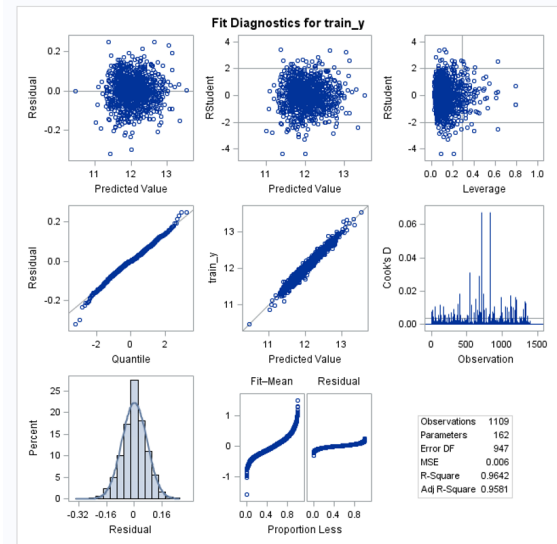 Fit Diagnostics for train_y
Residual
0.2
0.0
-0.2
11 12 13
Predicted Value
RStudent
4
2
0
-2
-4
11 12 13
Predicted Value
RStudent
4
2
0
-2
-4
0.0 0.2 0.4 0.6 0.8 1.0
Leverage
Residual
0.2
0.0
-0.2
-2 0 2
Quantile
train_y
13
12
11
11 12 13
Predicted Value
Cook's D
0.06
0.04
0.02
0.00
0 500 1000 1500
Observation
Percent
25
20
15
10
5
0
-0.32 -0.16 0 0.16
Residual
Fit–Mean Residual
1
0
-1
0.0 0.4 0.8 0.0 0.4 0.8
Proportion Less
Observations 1109
Parameters 162
Error DF 947
MSE 0.006
R-Square 0.9642
Adj R-Square 0.9581